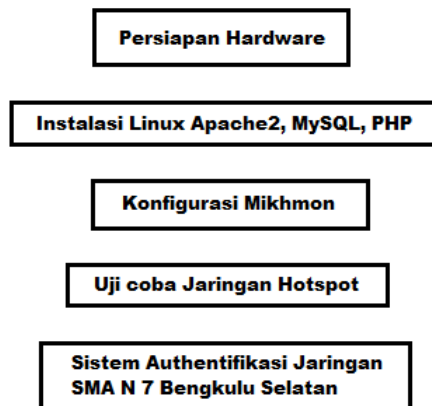 Persiapan Hardware
Instalasi Linux Apache2, MySQL, PHP
Konfigurasi Mikhmon
Uji coba Jaringan Hotspot
Sistem Authentifikasi Jaringan
SMA N 7 Bengkulu Selatan